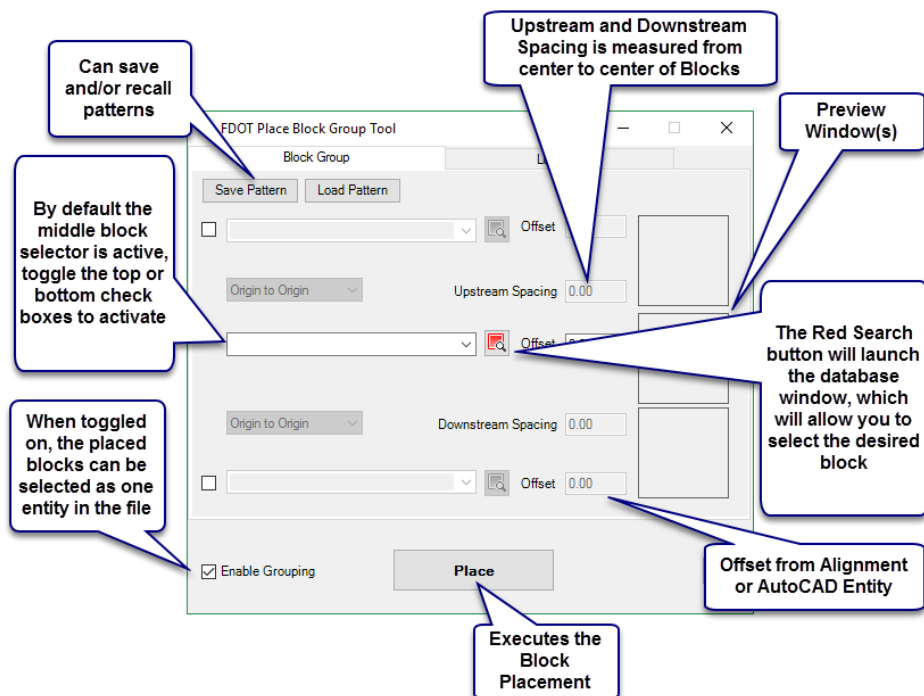 Can save
and/or recall
patterns
Upstream and Downstream
Spacing is measured from
center to center of Blocks
Preview
Window(s)
FDOT Place Block Group Tool
Block Group
Save Pattern
Load Pattern
By default the
middle block
selector is active,
toggle the top or
bottom check
boxes to activate
Offset
Origin to Origin
Upstream Spacing
0.00
Offset
The Red Search
button will launch
the database
window, which
will allow you to
select the desired
block
Origin to Origin
Downstream Spacing
0.00
Offset
0.00
When toggled
on, the placed
blocks can be
selected as one
entity in the file
Enable Grouping
Place
Offset from Alignment
or AutoCAD Entity
Executes the
Block
Placement